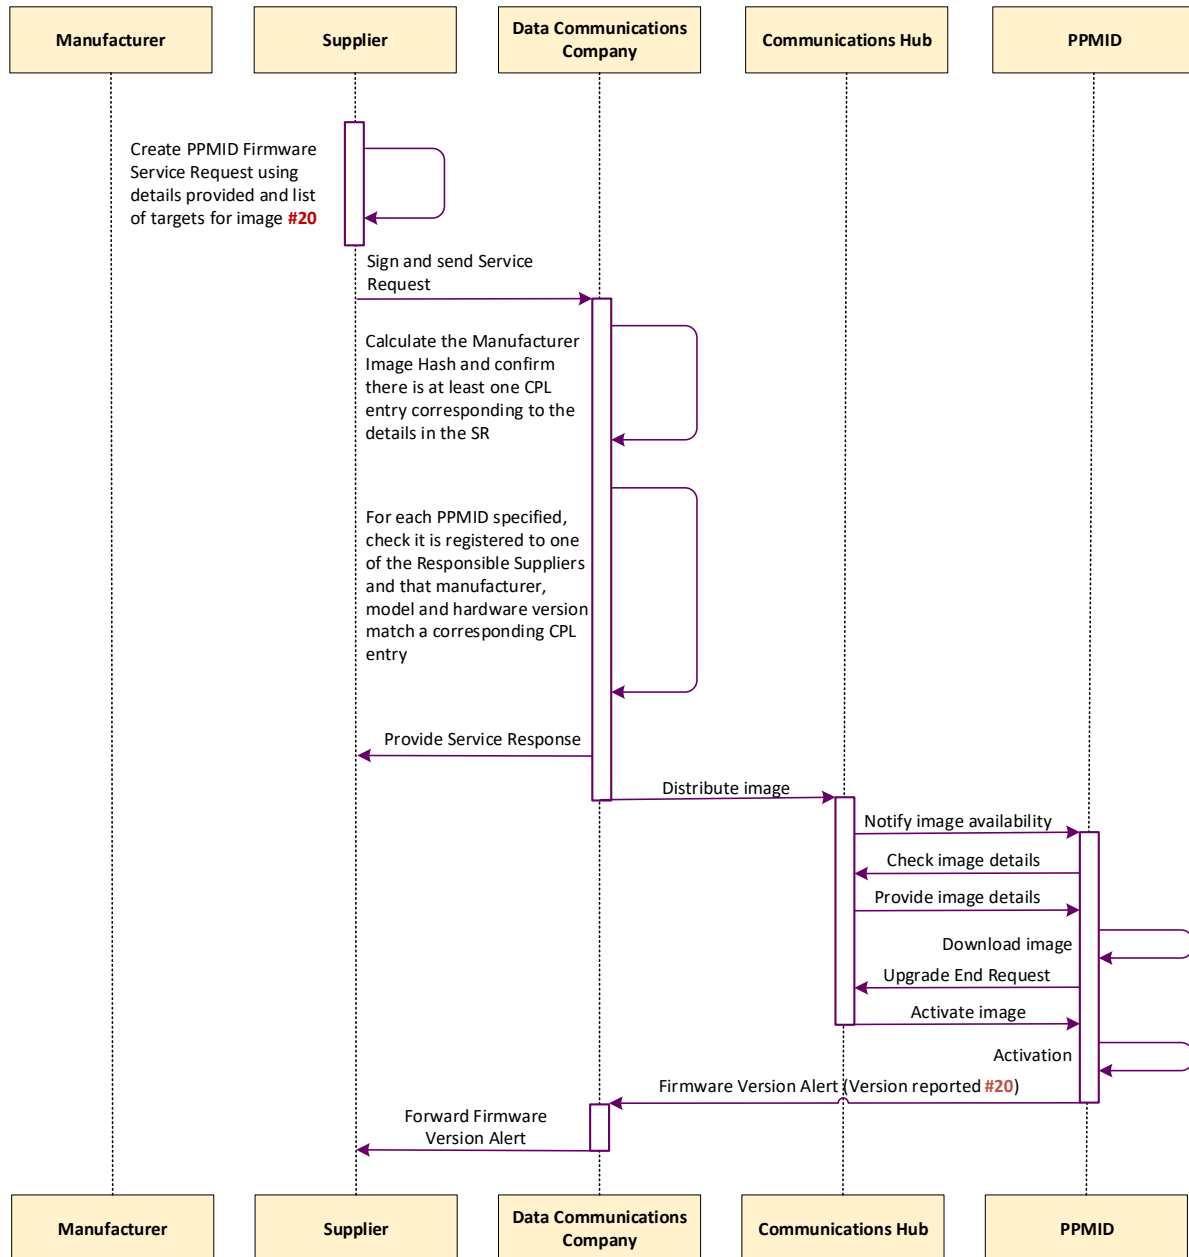 Manufacturer
Supplier
Data Communications
Company
Communications Hub
PPMID
Create PPMID Firmware
Service Request using
details provided and list
of targets for image #20
Sign and send Service
Request
Calculate the Manufacturer
Image Hash and confirm
there is at least one CPL
entry corresponding to the
details in the SR
For each PPMID specified,
check it is registered to one
of the Responsible Suppliers
and that manufacturer,
model and hardware version
match a corresponding CPL
entry
Provide Service Response
Distribute image
Notify image availability
Check image details
Provide image details
Download image
Upgrade End Request
Activate image
Activation
Firmware Version Alert (Version reported #20)
Forward Firmware
Version Alert
Manufacturer
Supplier
Data Communications
Company
Communications Hub
PPMID